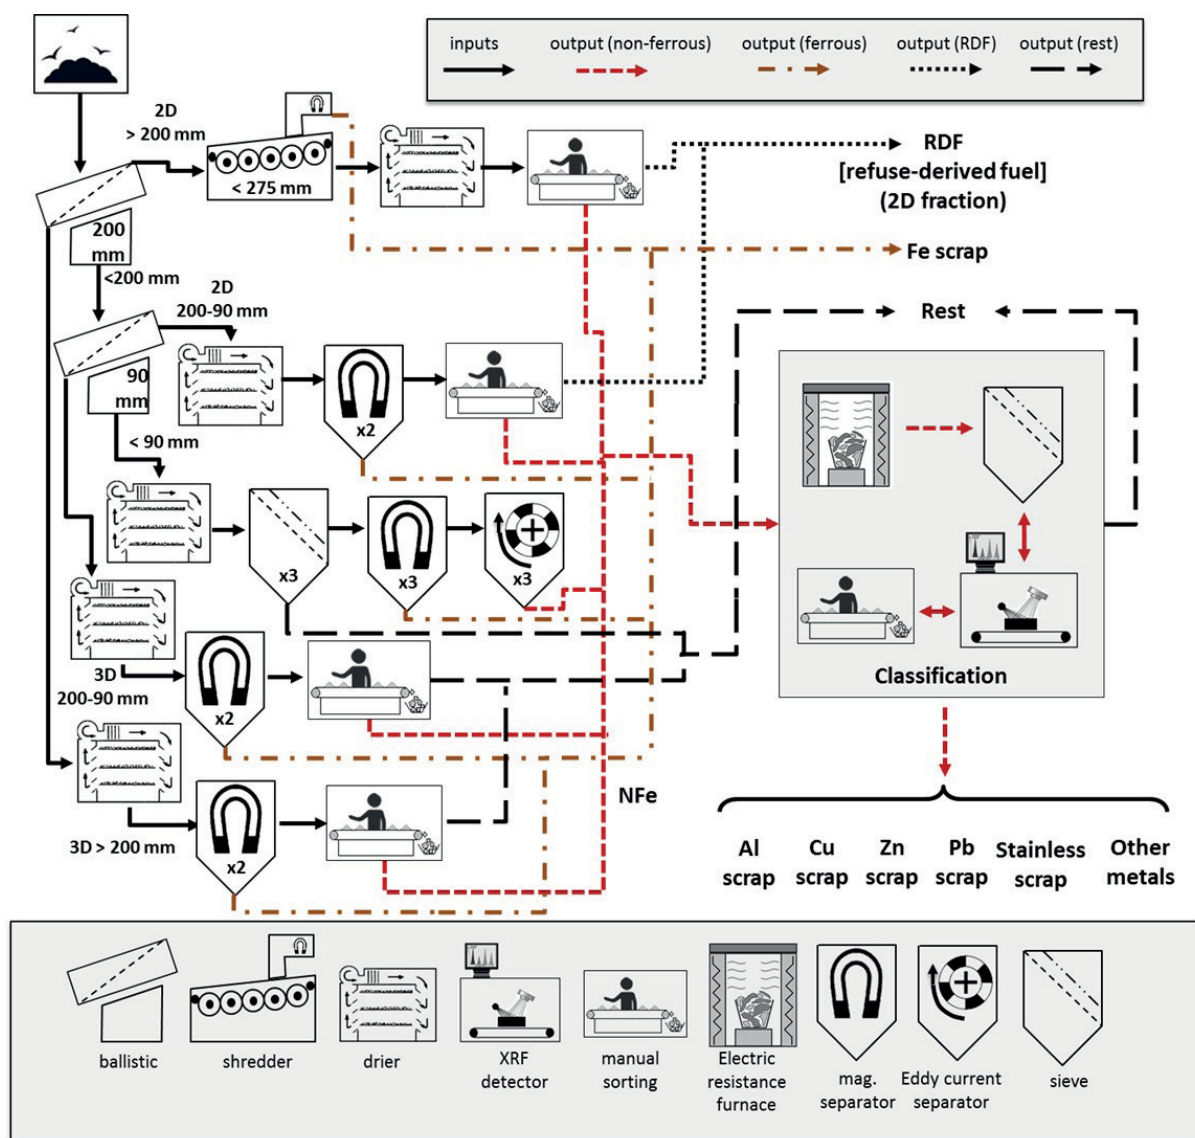 inputs
output (non-ferrous)
output (ferrous)
output (RDF)
output (rest)
2D
> 200 mm
< 275 mm
RDF
[refuse-derived fuel]
(2D fraction)
200
mm
Fe scrap
<200 mm
2D
200-90 mm
Rest
90
mm
x2
< 90 mm
x3
x3
x3
3D
200-90 mm
x2
Classification
NFe
3D > 200 mm
x2
Al
scrap
Cu
scrap
Zn
scrap
Pb
scrap
Stainless
scrap
Other
metals
ballistic
shredder
drier
XRF
detector
manual
sorting
Electric
resistance
furnace
mag.
separator
Eddy current
separator
sieve